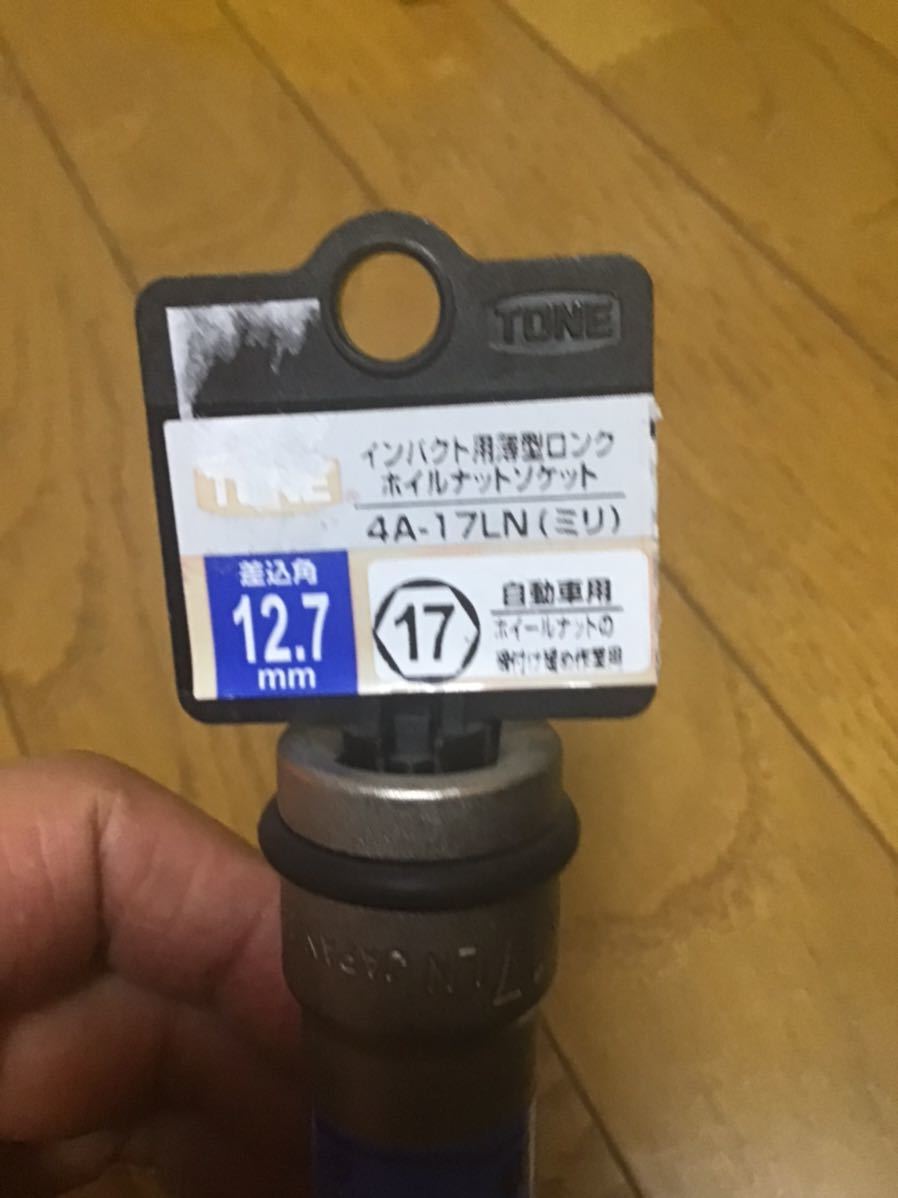 TONE
インパクト用薄型ロング
TONE
ホイルナットソケット
4A-17LN(ミリ)
差込角
12.7
mm
17
自動車用
ホイールナットの
締付け緩め作業用
7LN JAPAN